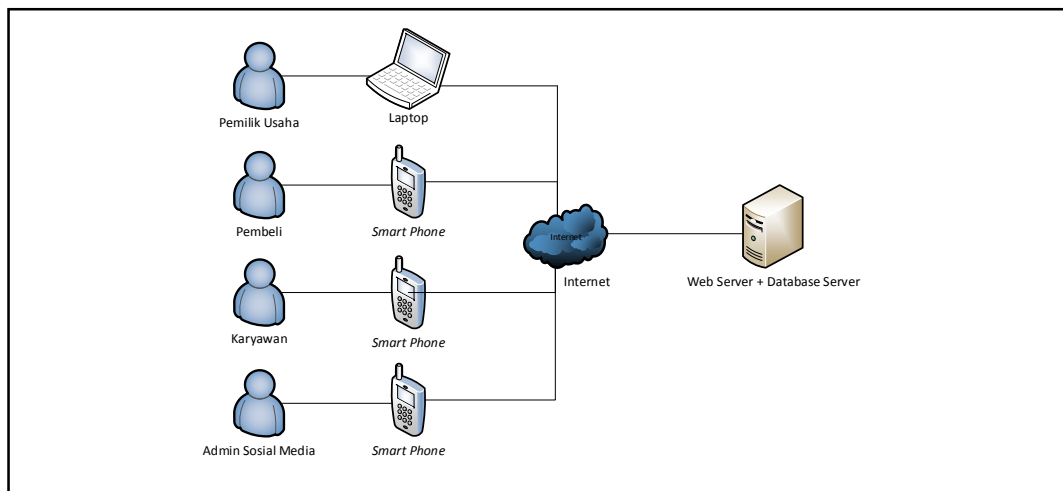 Pemilik Usaha
Laptop
Pembeli
Smart Phone
Internet
Internet
Web Server + Database Server
Karyawan
Smart Phone
Admin Sosial Media
Smart Phone